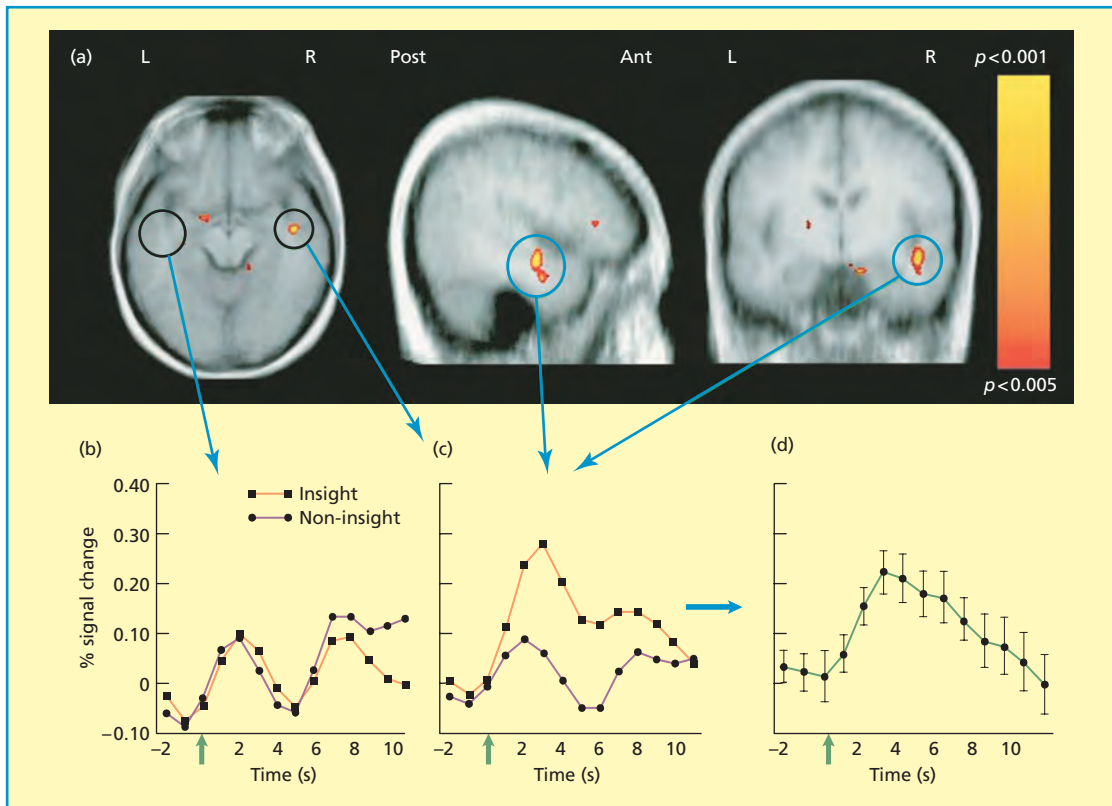 (a) L R Post Ant L R p<0.001
p<0.005
(b) (c) (d)
0.40
0.30
0.20
0.10
0
−0.10
% signal change
Insight
Non-insight
−2 2 4 6 8 10
Time (s)
−2 2 4 6 8 10
Time (s)
−2 2 4 6 8 10
Time (s)